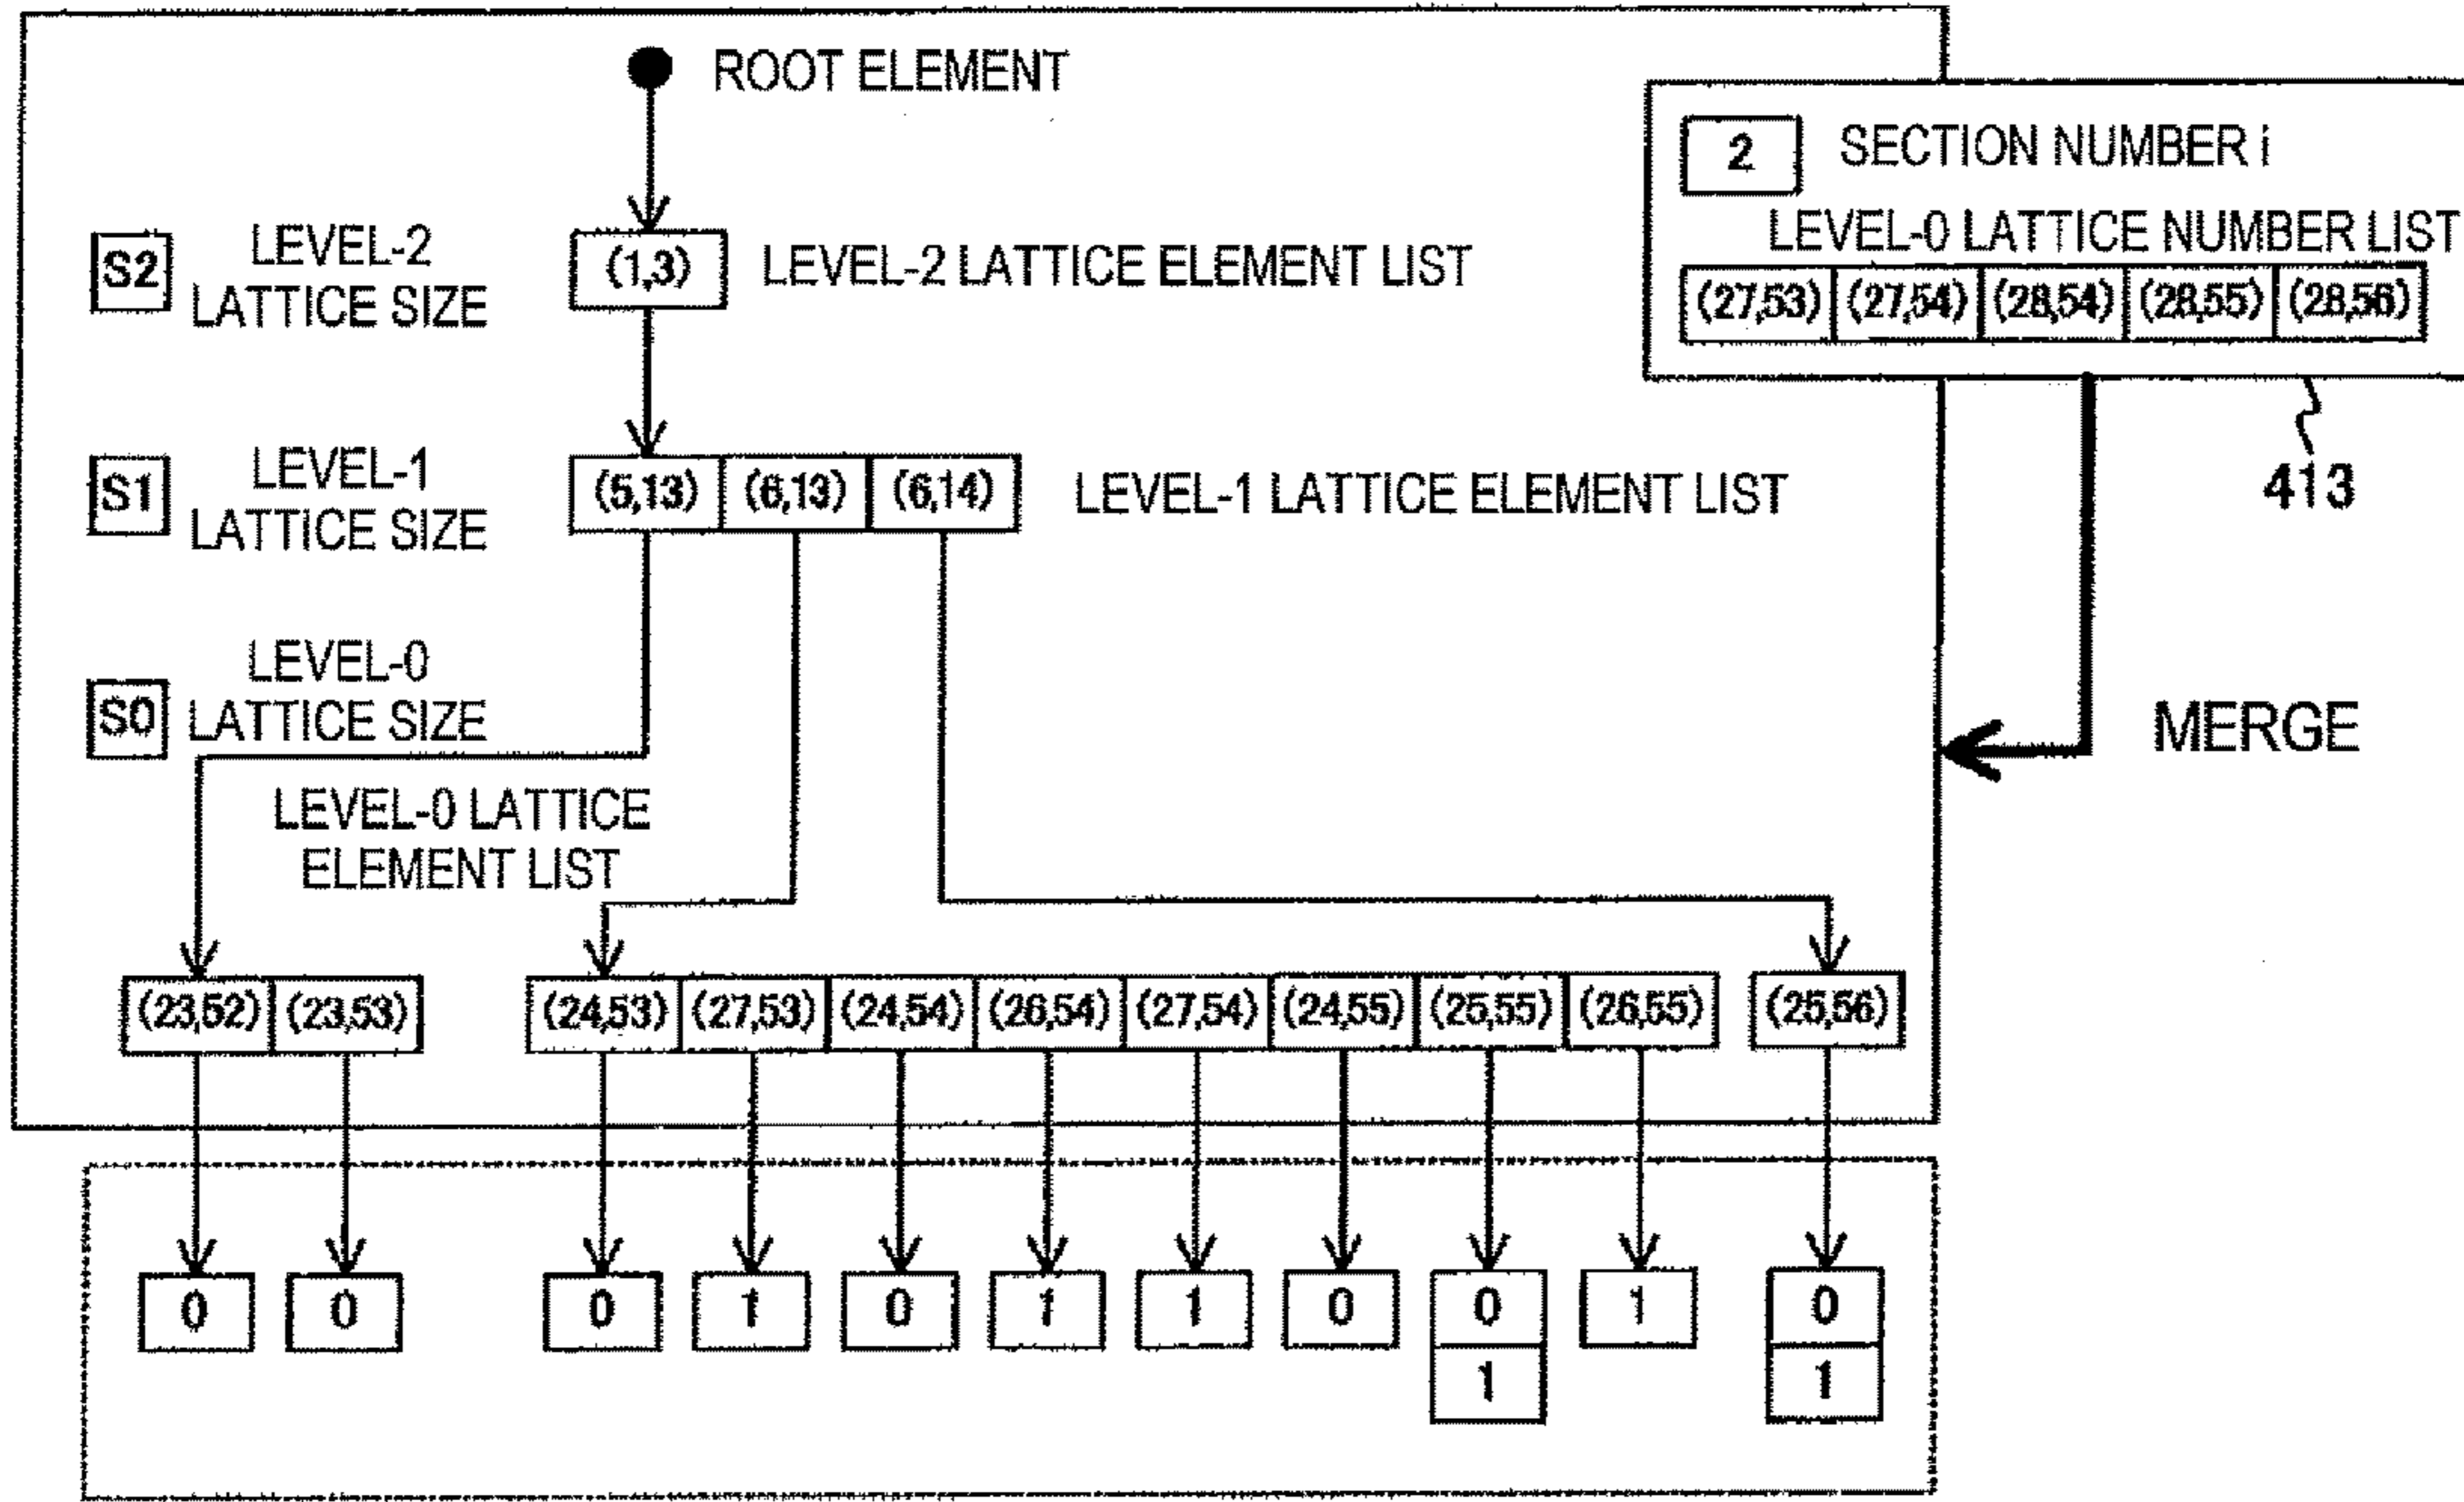 ROOT ELEMENT
2 SECTION NUMBER i
LEVEL-0 LATTICE NUMBER LIST
(27,53) (27,54) (28,54) (28,55) (28,56)
413
MERGE
S2 LEVEL-2
LATTICE SIZE
(1,3) LEVEL-2 LATTICE ELEMENT LIST
S1 LEVEL-1
LATTICE SIZE
(5,13) (6,13) (6,14) LEVEL-1 LATTICE ELEMENT LIST
S0 LEVEL-0
LATTICE SIZE
LEVEL-0 LATTICE
ELEMENT LIST
(23,52) (23,53) (24,53) (27,53) (24,54) (26,54) (27,54) (24,55) (25,55) (26,55) (25,56)
0 0 0 1 0 1 1 0 0 1 0
1 1